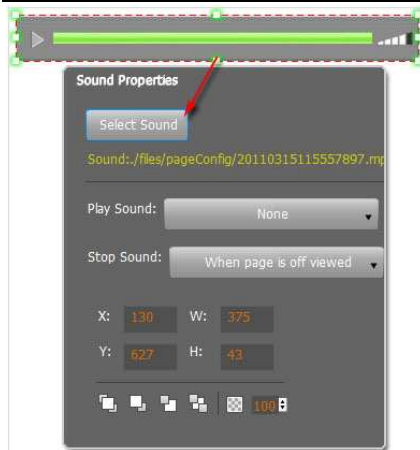 Sound Properties
Select Sound
Sound:./files/pageConfig/20110315115557897.mp
Play Sound: None
Stop Sound: When page is off viewed
X: 130 W: 375
Y: 627 H: 43
100